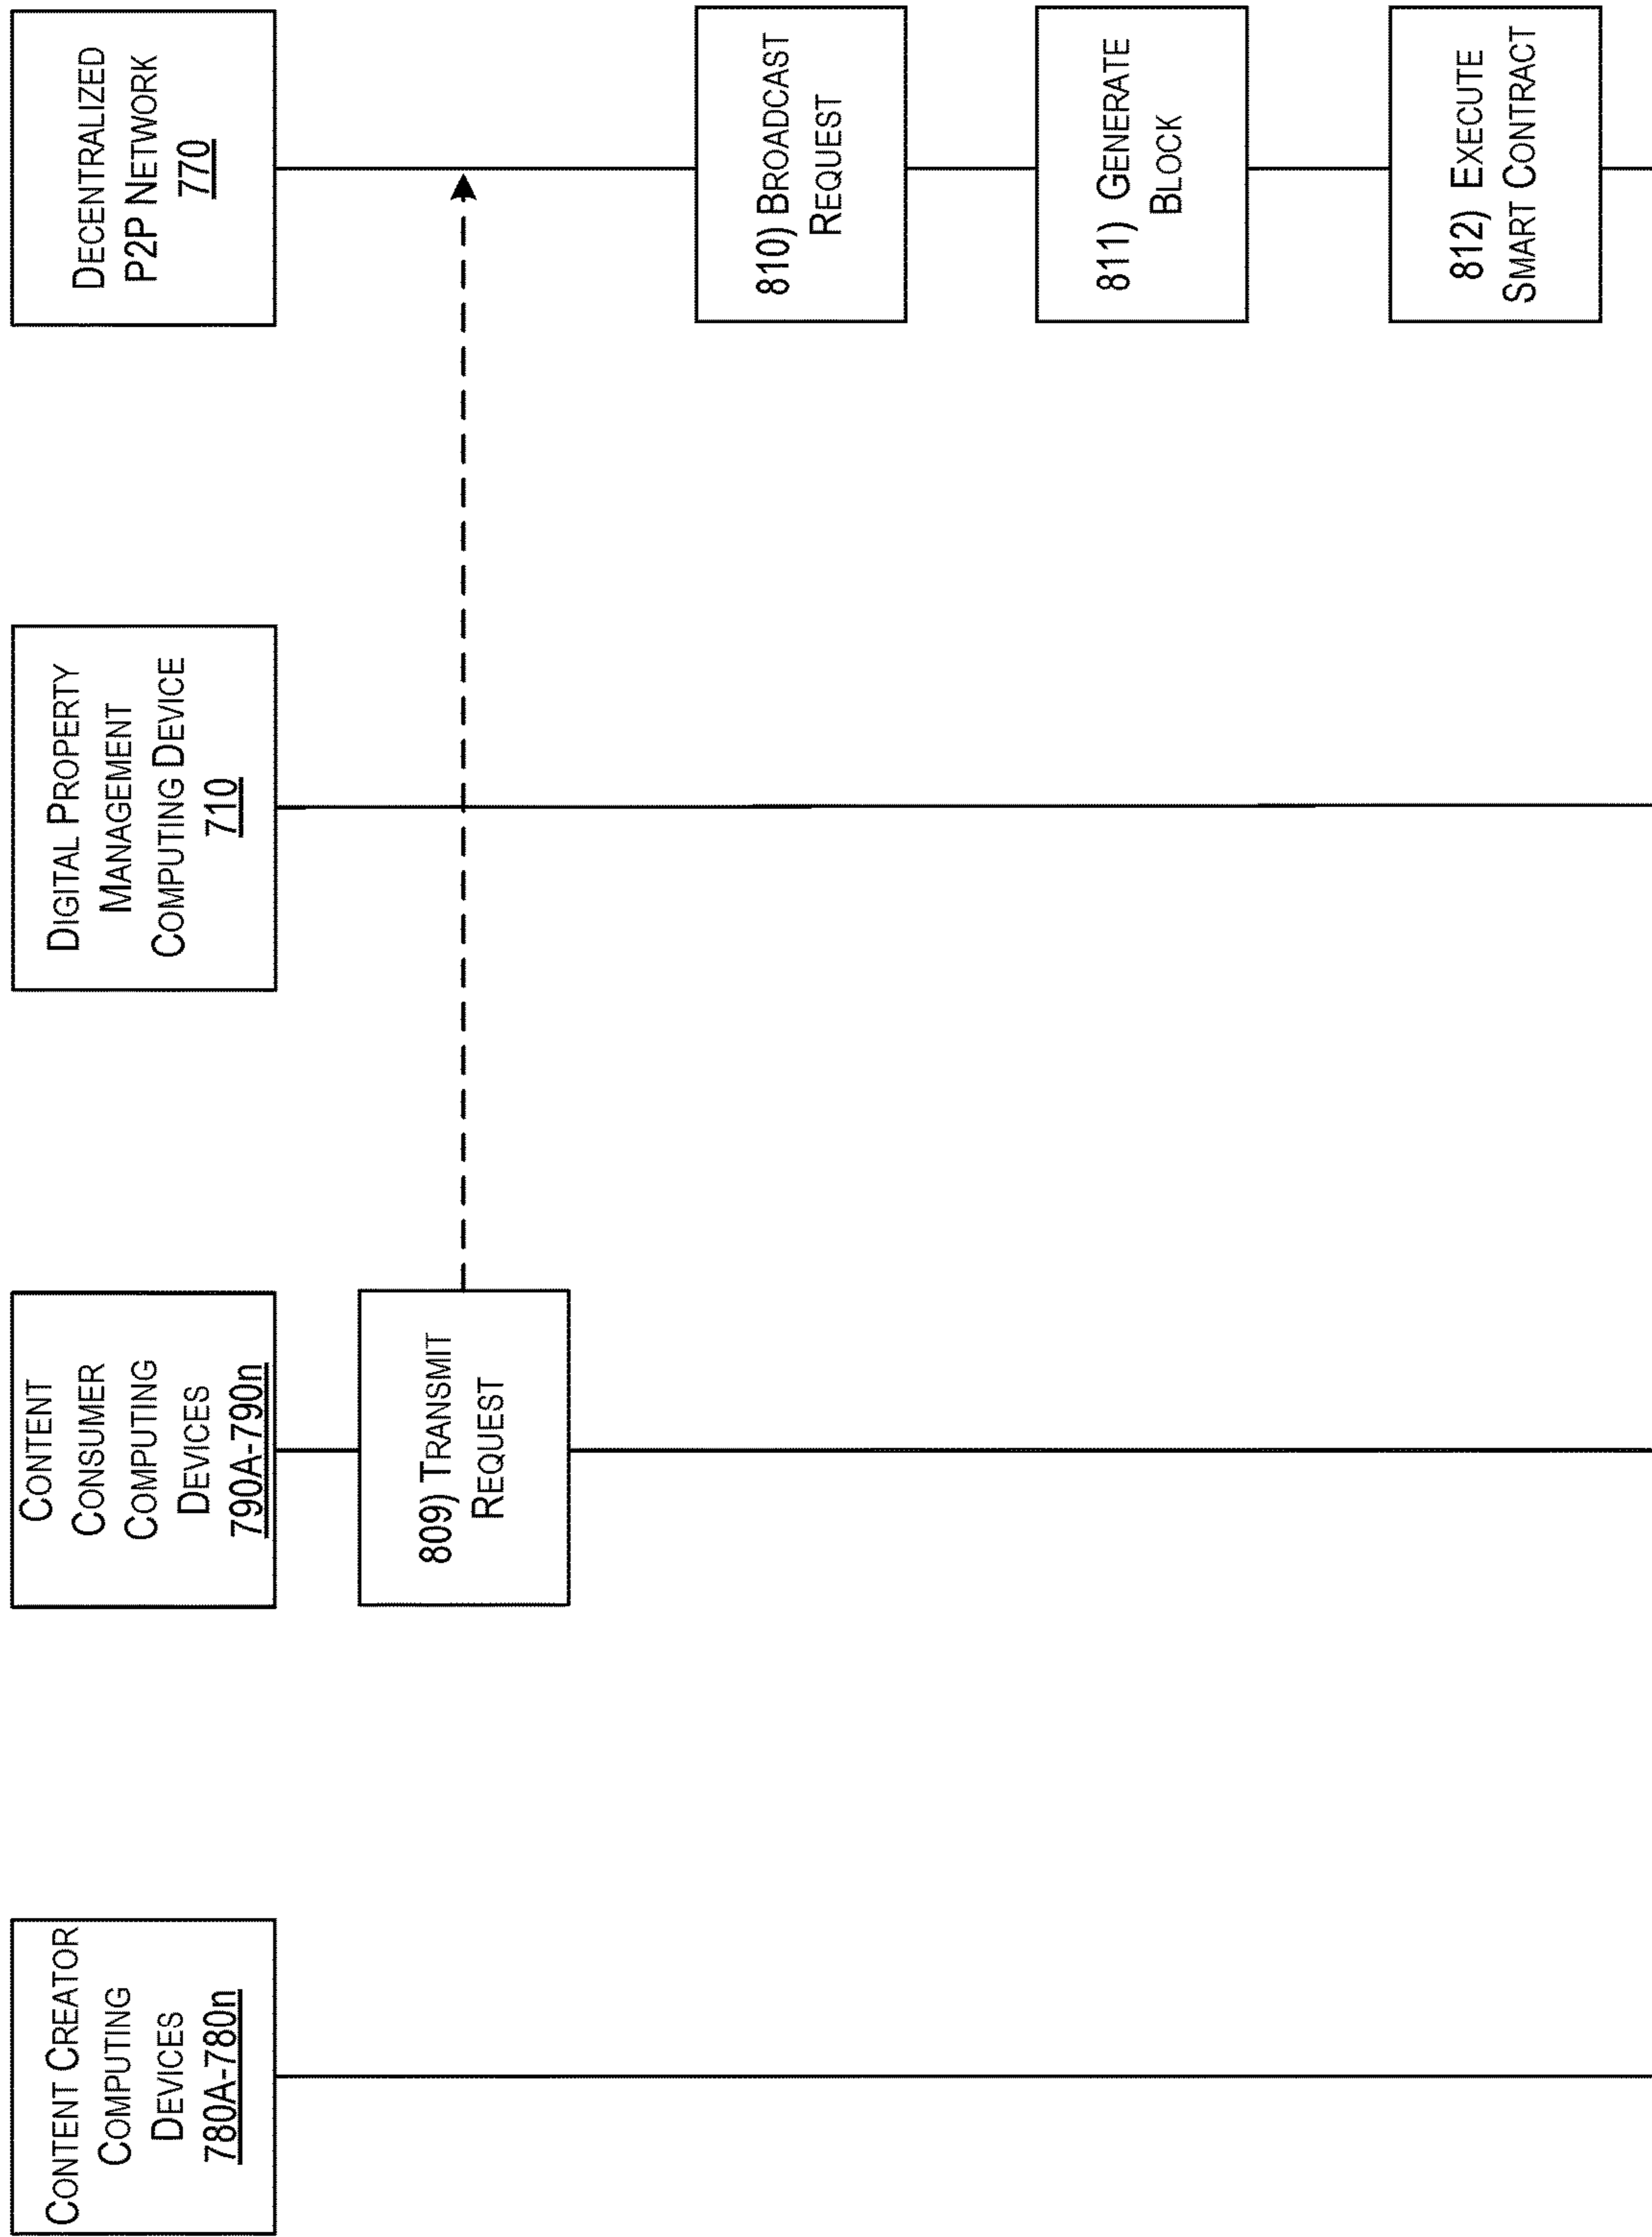 CONTENT CREATOR
COMPUTING
DEVICES
780A-780n
CONTENT
CONSUMER
COMPUTING
DEVICES
790A-790n
DIGITAL PROPERTY
MANAGEMENT
COMPUTING DEVICE
710
DECENTRALIZED
P2P NETWORK
770
809) TRANSMIT
REQUEST
810) BROADCAST
REQUEST
811) GENERATE
BLOCK
812) EXECUTE
SMART CONTRACT